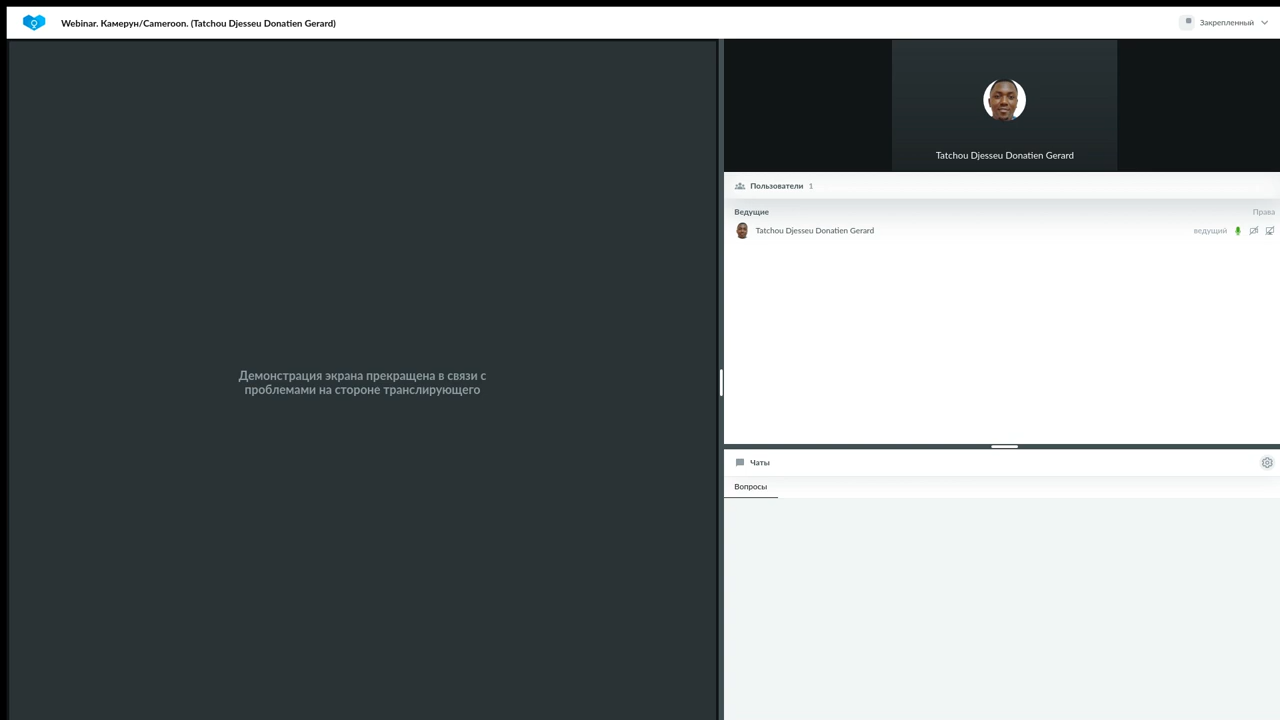 Webinar. Камерун/Cameroon. (Tatchou Djesseu Donatien Gerard)
Закрепленный
Tatchou Djesseu Donatien Gerard
Пользователи 1
Ведущие Права
Tatchou Djesseu Donatien Gerard ведущий
Демонстрация экрана прекращена в связи с
проблемами на стороне транслирующего
Чаты
Вопросы